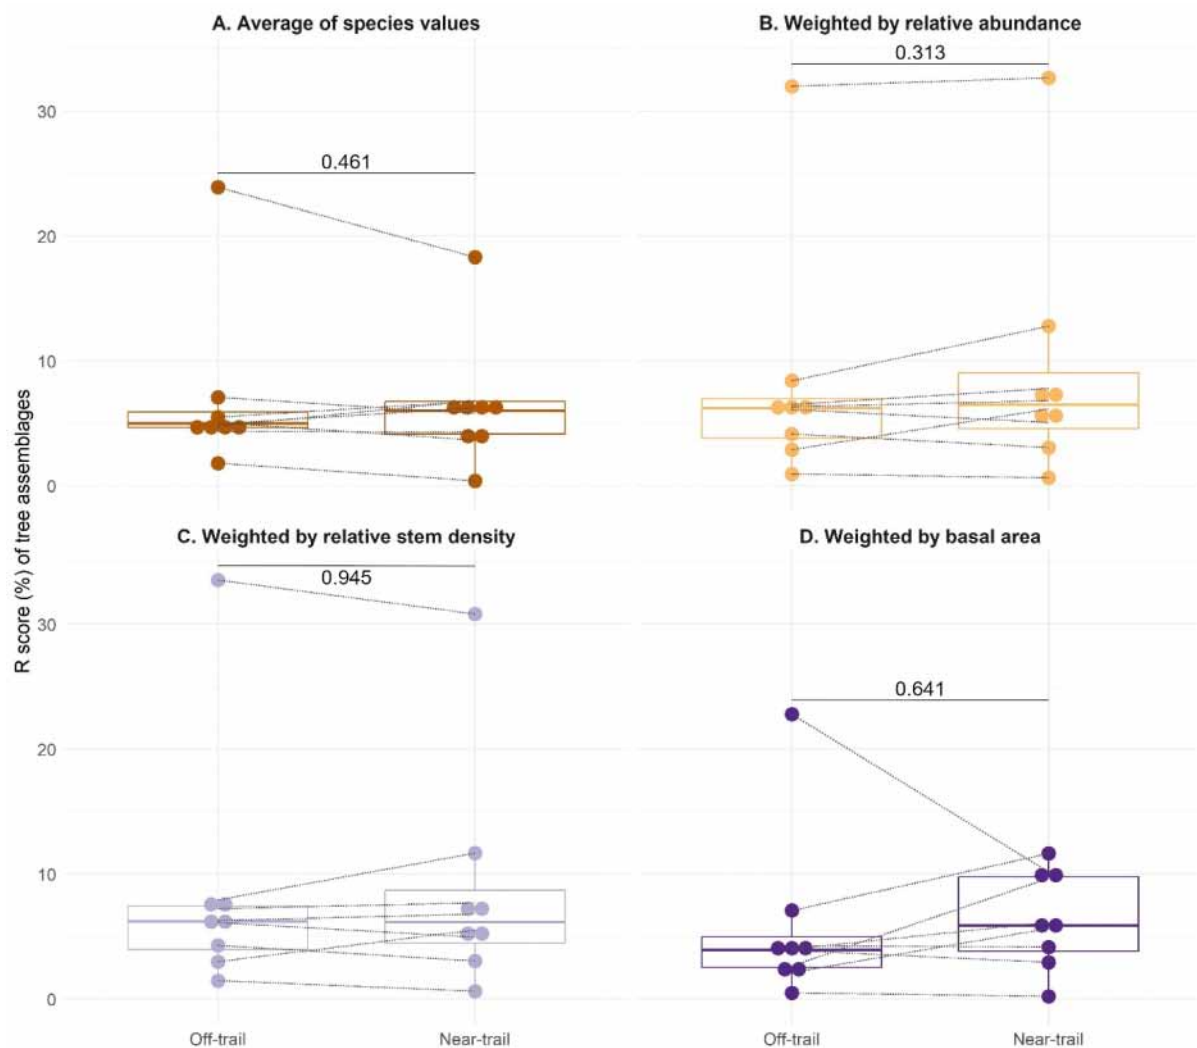 A. Average of species values
B. Weighted by relative abundance
0.313
30
0.461
20
10
0
R score (%) of tree assemblages
C. Weighted by relative stem density
D. Weighted by basal area
0.945
30
0.641
20
10
0
Off-trail
Near-trail
Off-trail
Near-trail